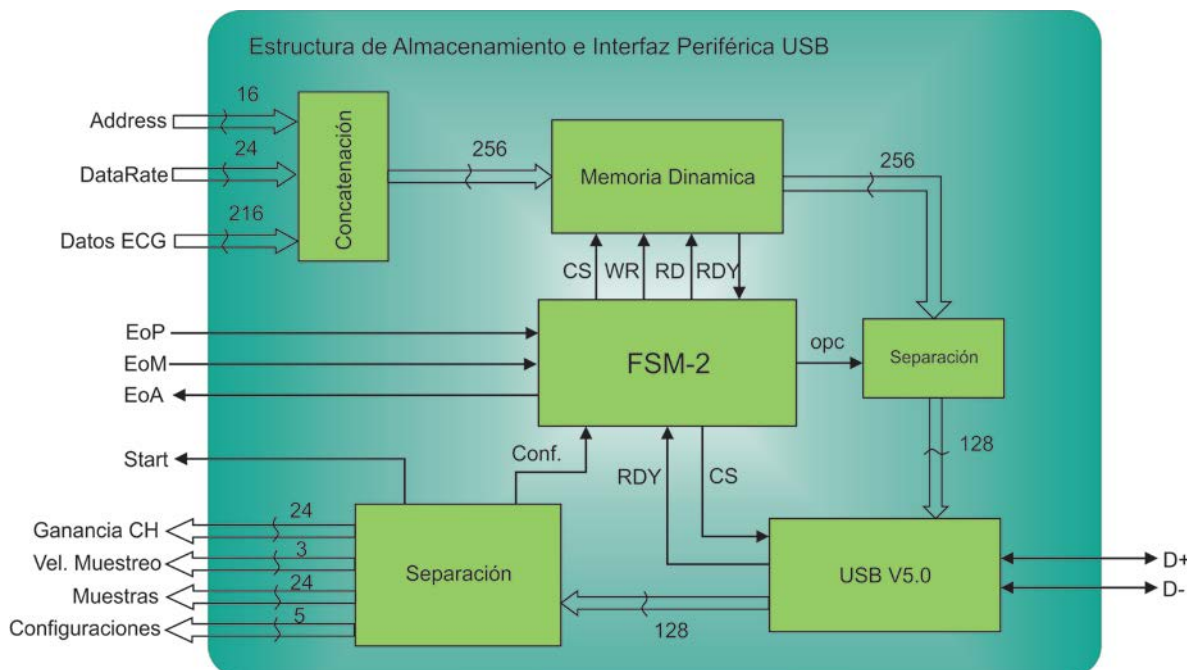 Estructura de Almacenamiento e Interfaz Periférica USB
Address
16
DataRate
24
Datos ECG
216
Concatenación
256
Memoria Dinamica
256
CS
WR
RD
RDY
EoP
EoM
EoA
FSM-2
opc
Separación
128
Start
Conf.
RDY
CS
Ganancia CH
24
Vel. Muestreo
3
Muestras
24
Configuraciones
5
Separación
128
USB V5.0
D+
D-